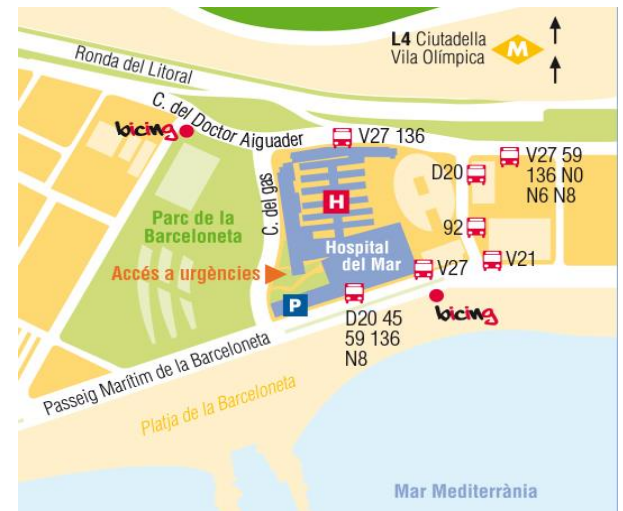 L4 Ciutadella
Vila Olímpica
M
Ronda del Litoral
C. del Doctor Aiguader
bicing
V27 136
V27 59
136 N0
N6 N8
D20
H
C. del gas
Parc de la
Barceloneta
92
Hospital
del Mar
Accés a urgències
V27
V21
P
bicing
D20 45
59 136
N8
Passeig Marítim de la Barceloneta
Platja de la Barceloneta
Mar Mediterrània